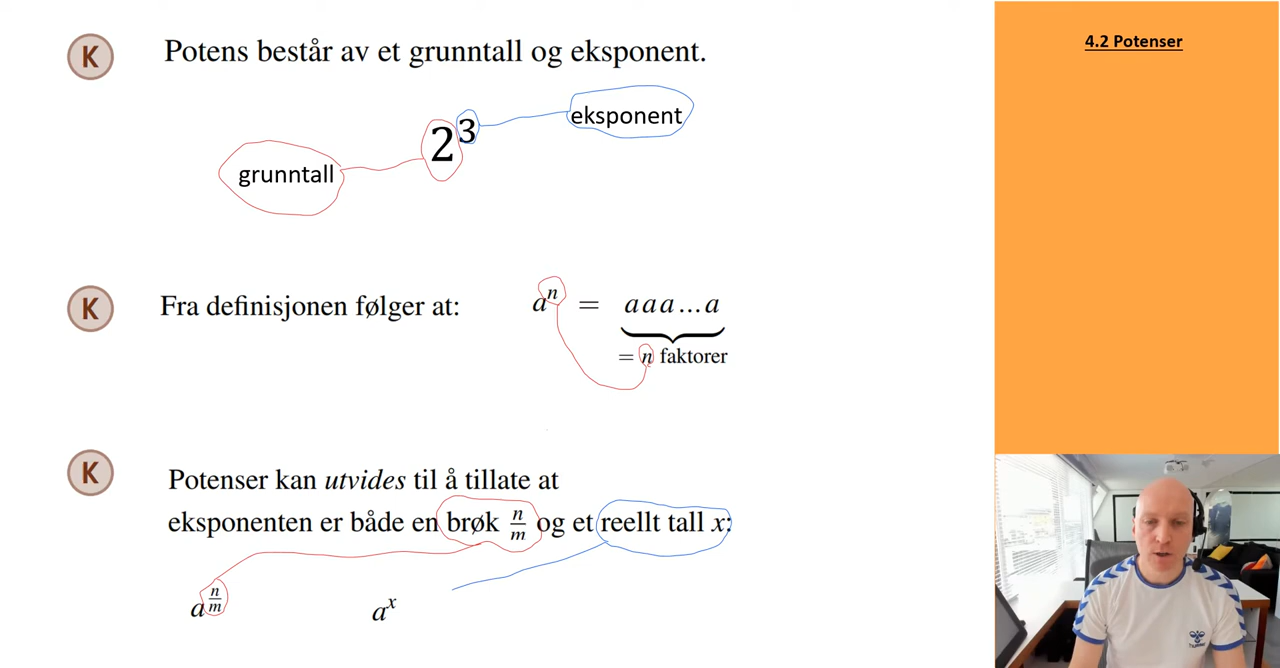 K Potens består av et grunntall og eksponent.
2³ eksponent
grunntall
K Fra definisjonen følger at: aⁿ = a a a ... a
= n faktorer
K Potenser kan utvides til å tillate at
eksponenten er både en brøk n/m og et reellt tall x:
a^(n/m) a^x
4.2 Potenser